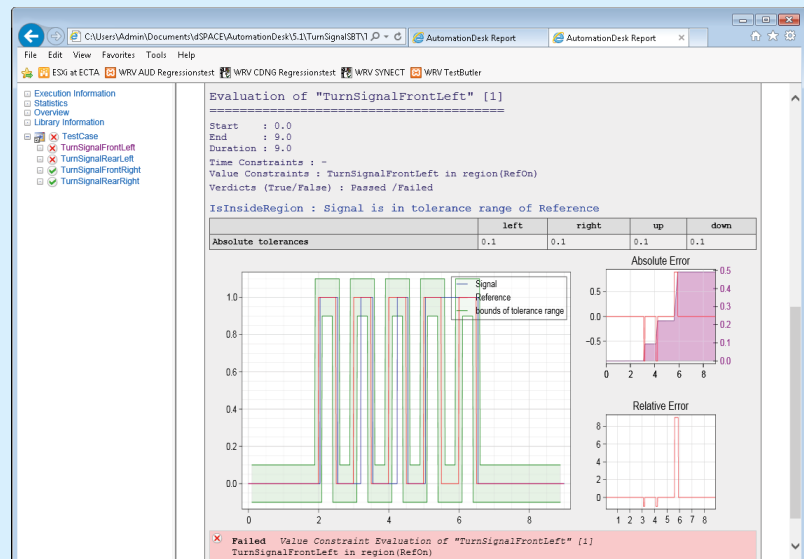 C:\Users\Admin\Documents\dSPACE\AutomationDesk\5.1\TurnSignalSBT\T
AutomationDesk Report
AutomationDesk Report
File Edit View Favorites Tools Help
ESXi at ECTA WRV AUD Regressionstest WRV CDNG Regressionstest WRV SYNECT WRV TestButler
Execution Information
Statistics
Overview
Library Information
TestCase
TurnSignalFrontLeft
TurnSignalRearLeft
TurnSignalFrontRight
TurnSignalRearRight
Evaluation of "TurnSignalFrontLeft" [1]
==========================================
Start : 0.0
End : 9.0
Duration : 9.0
Time Constraints : -
Value Constraints : TurnSignalFrontLeft in region(RefOn)
Verdicts (True/False) : Passed /Failed
IsInsideRegion : Signal is in tolerance range of Reference
left right up down
Absolute tolerances 0.1 0.1 0.1 0.1
Signal
Reference
bounds of tolerance range
1.0
0.8
0.6
0.4
0.2
0.0
0 2 4 6 8
Absolute Error
0.5
0.0
−0.5
0.5
0.4
0.3
0.2
0.1
0.0
0 2 4 6 8
Relative Error
8
6
4
2
0
1 2 3 4 5 6 7 8
Failed Value Constraint Evaluation of "TurnSignalFrontLeft" [1]
TurnSignalFrontLeft in region(RefOn)